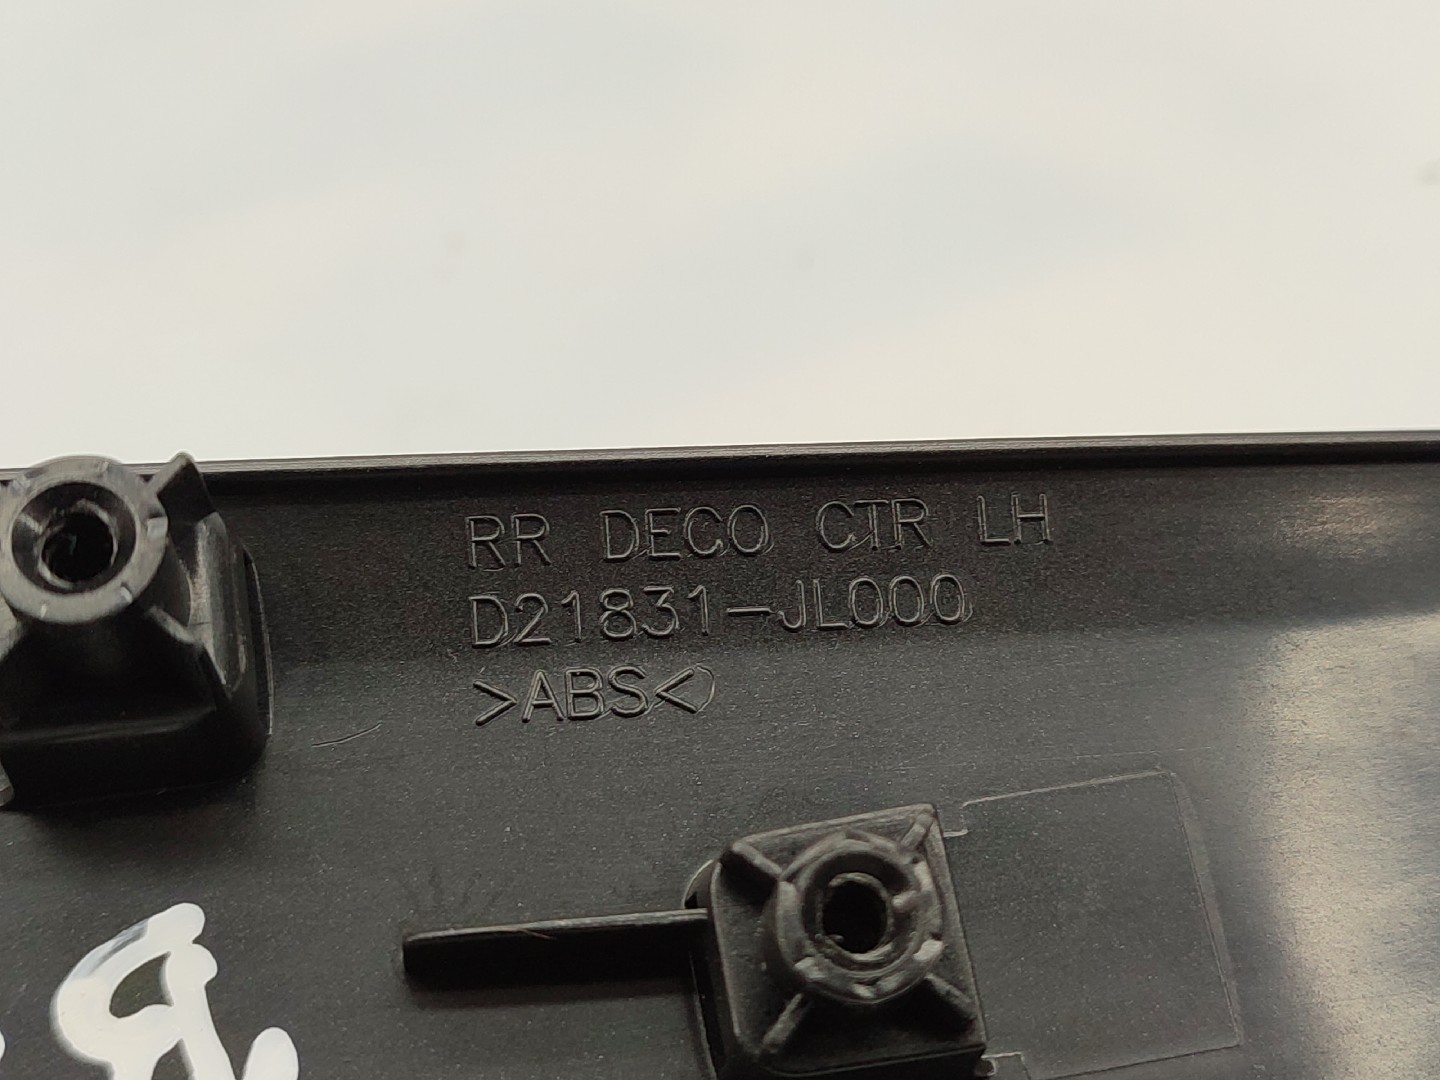 RR DECO CTR LH
D21831-JL000
>ABS<